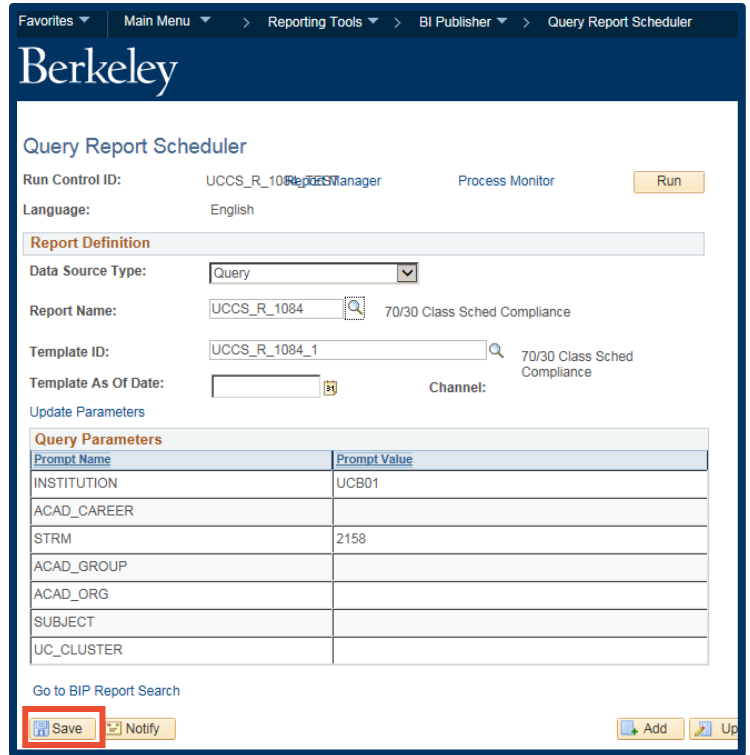 Favorites Main Menu > Reporting Tools > BI Publisher > Query Report Scheduler
Berkeley
Query Report Scheduler
Run Control ID: UCCS_R_1084_TEST Report Manager Process Monitor Run
Language: English
Report Definition
Data Source Type: Query
Report Name: UCCS_R_1084 70/30 Class Sched Compliance
Template ID: UCCS_R_1084_1 70/30 Class Sched
Compliance
Template As Of Date: 31 Channel:
Update Parameters
Query Parameters
Prompt Name Prompt Value
INSTITUTION UCB01
ACAD_CAREER
STRM 2158
ACAD_GROUP
ACAD_ORG
SUBJECT
UC_CLUSTER
Go to BIP Report Search
Save Notify Add Up